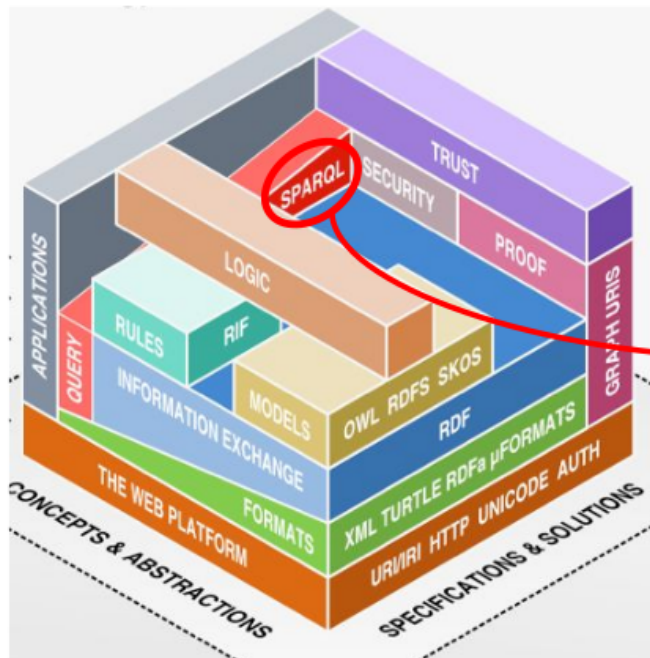 TRUST
SPARQL
SECURITY
PROOF
LOGIC
APPLICATIONS
GRAPH URIS
RULES
RIF
QUERY
INFORMATION EXCHANGE
MODELS
OWL RDFS SKOS
RDF
FORMATS
XML TURTLE RDFa µFORMATS
THE WEB PLATFORM
URI/IRI HTTP UNICODE AUTH
CONCEPTS & ABSTRACTIONS
SPECIFICATIONS & SOLUTIONS